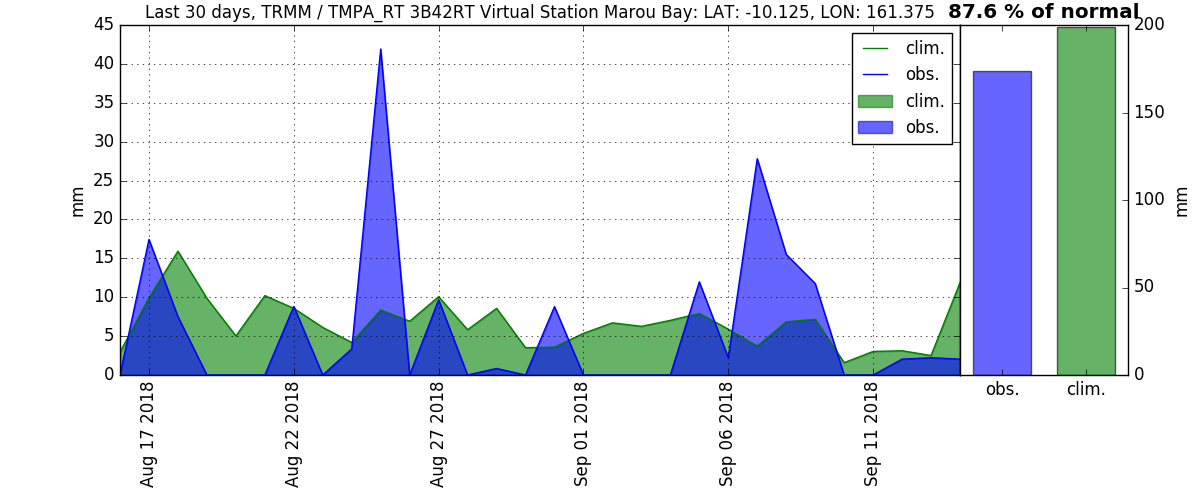 Last 30 days, TRMM / TMPA_RT 3B42RT Virtual Station Marou Bay: LAT: -10.125, LON: 161.375
87.6 % of normal
45
40
35
30
25
20
15
10
5
0
mm
clim.
obs.
clim.
obs.
200
150
100
50
0
mm
obs.
clim.
Aug 17 2018
Aug 22 2018
Aug 27 2018
Sep 01 2018
Sep 06 2018
Sep 11 2018